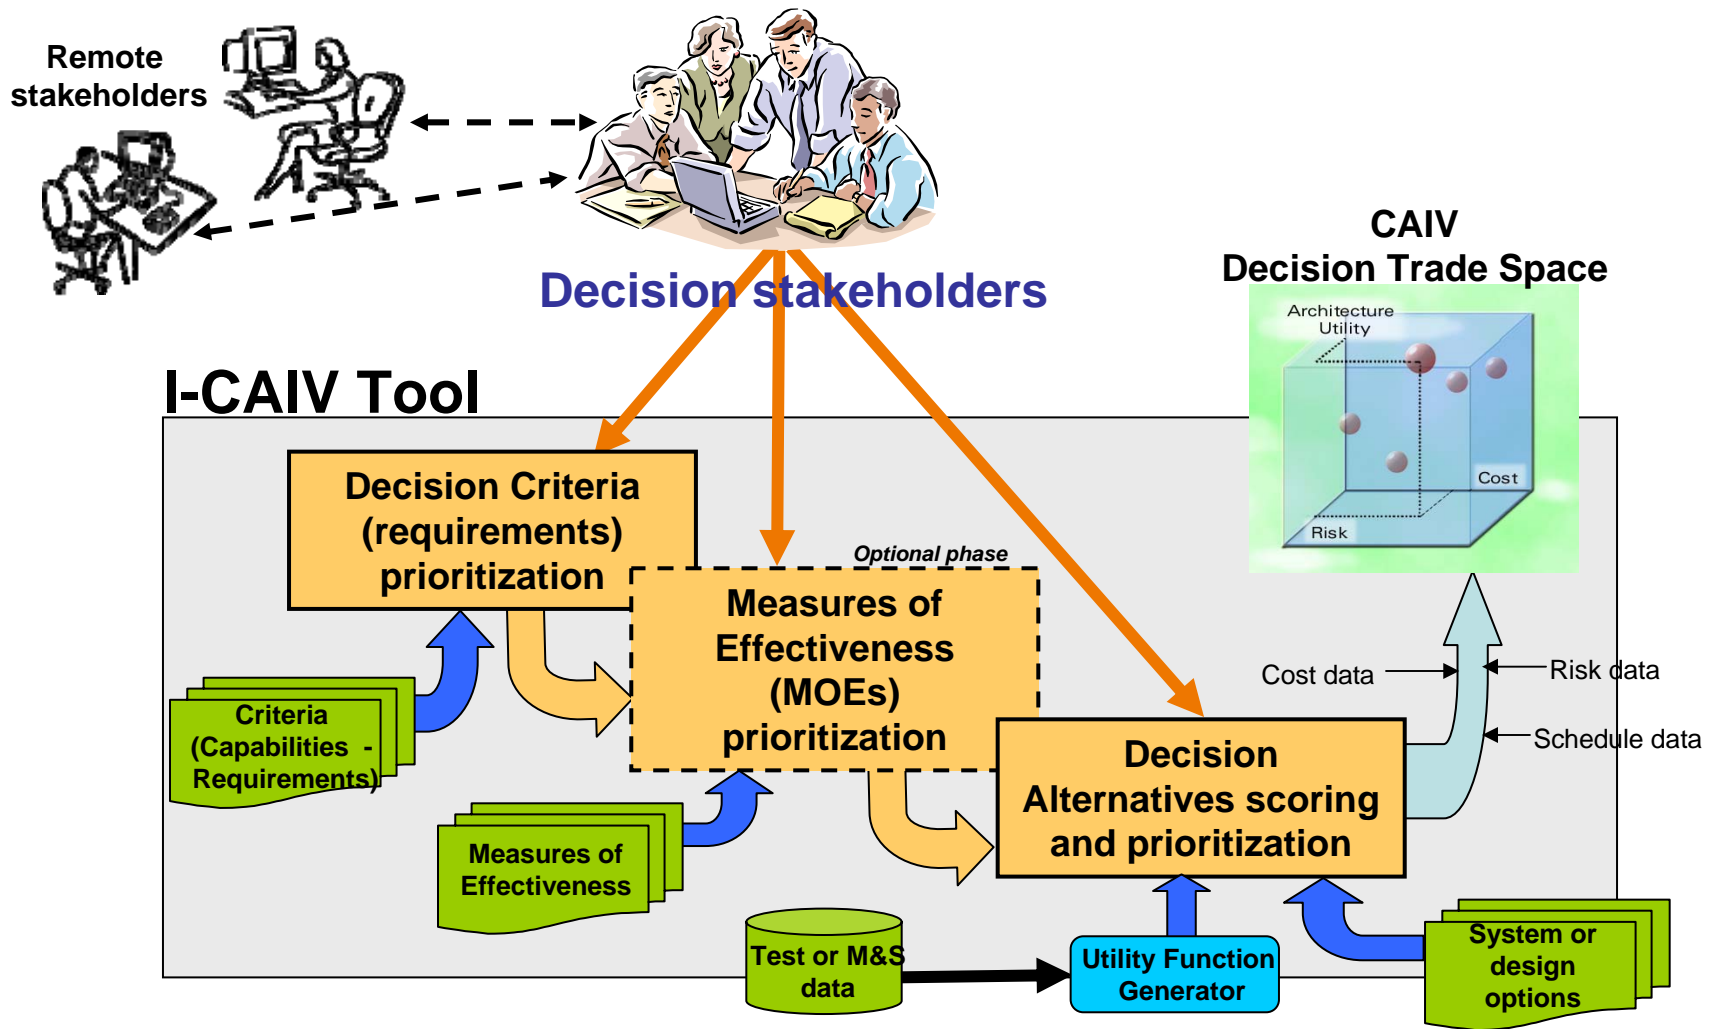 Remote
stakeholders
CAIV
Decision Trade Space
Decision stakeholders
Architecture
Utility
Cost
Risk
I-CAIV Tool
Decision Criteria
(requirements)
prioritization
Optional phase
Measures of
Effectiveness
(MOEs)
prioritization
Cost data
Risk data
Schedule data
Criteria
(Capabilities -
Requirements)
Decision
Alternatives scoring
and prioritization
Measures of
Effectiveness
Test or M&S
data
Utility Function
Generator
System or
design
options